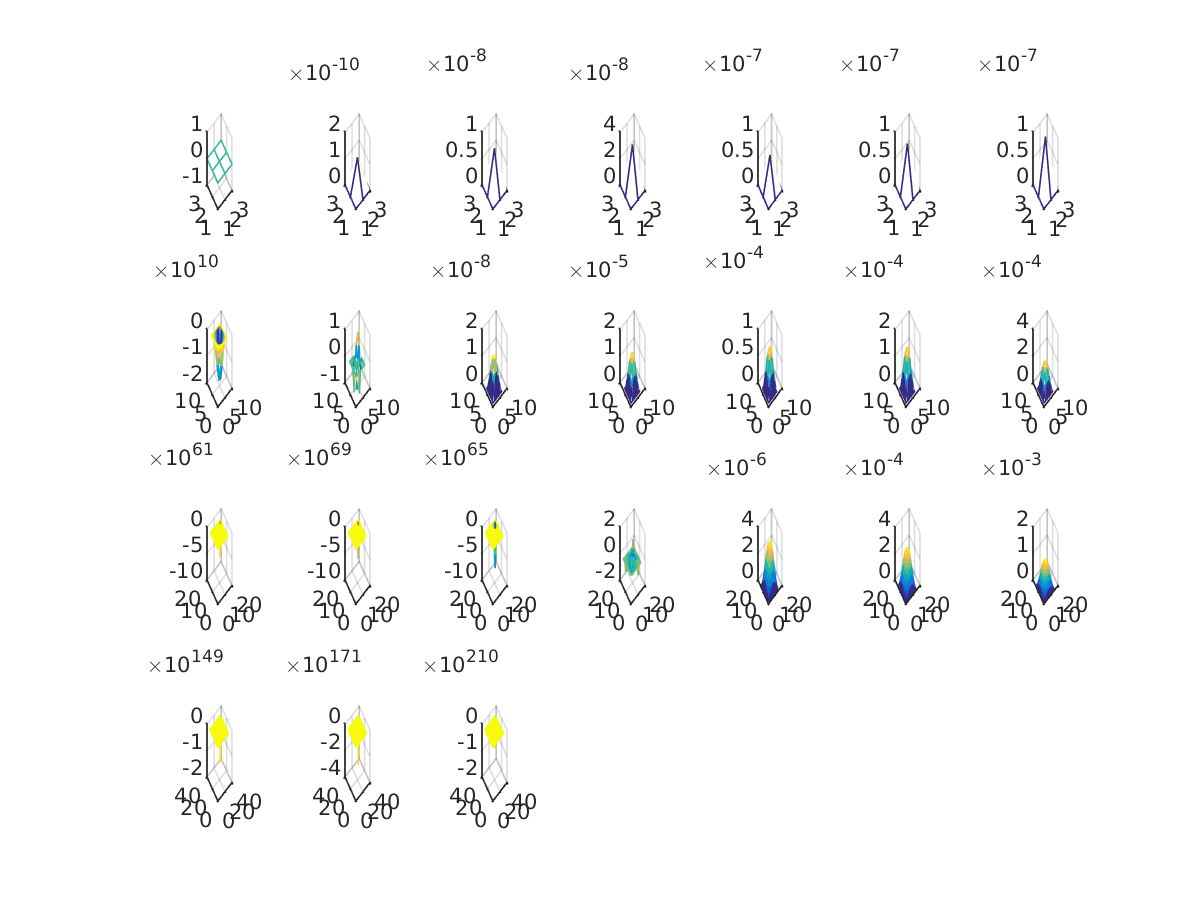 ×10^-10 ×10^-8 ×10^-8 ×10^-7 ×10^-7 ×10^-7
1 2 1 4 1 1 1
0 1 0.5 2 0.5 0.5 0.5
-1 0 0 0 0 0 0
3 3 3 3 3 3 3 3 3 3 3 3 3 3
2 2 2 2 2 2 2 2 2 2 2 2 2 2
1 1 1 1 1 1 1 1 1 1 1 1 1 1
×10^10 ×10^-8 ×10^-5 ×10^-4 ×10^-4 ×10^-4
0 1 2 2 1 2 4
-1 0 1 1 0.5 1 2
-2 -1 0 0 0 0 0
10 10 10 10 10 10 10 10 10 10 10 10 10 10
5 5 5 5 5 5 5 5 5 5 5 5 5 5
0 0 0 0 0 0 0 0 0 0 0 0 0 0
×10^61 ×10^69 ×10^65 ×10^-6 ×10^-4 ×10^-3
0 0 0 2 4 4 2
-5 -5 -5 0 2 2 1
-10 -10 -10 -2 0 0 0
20 20 20 20 20 20 20 20 20 20 20 20 20 20
10 10 10 10 10 10 10 10 10 10 10 10 10 10
0 0 0 0 0 0 0 0 0 0 0 0 0 0
×10^149 ×10^171 ×10^210
0 0 0
-1 -2 -1
-2 -4 -2
40 40 40 40 40 40
20 20 20 20 20 20
0 0 0 0 0 0